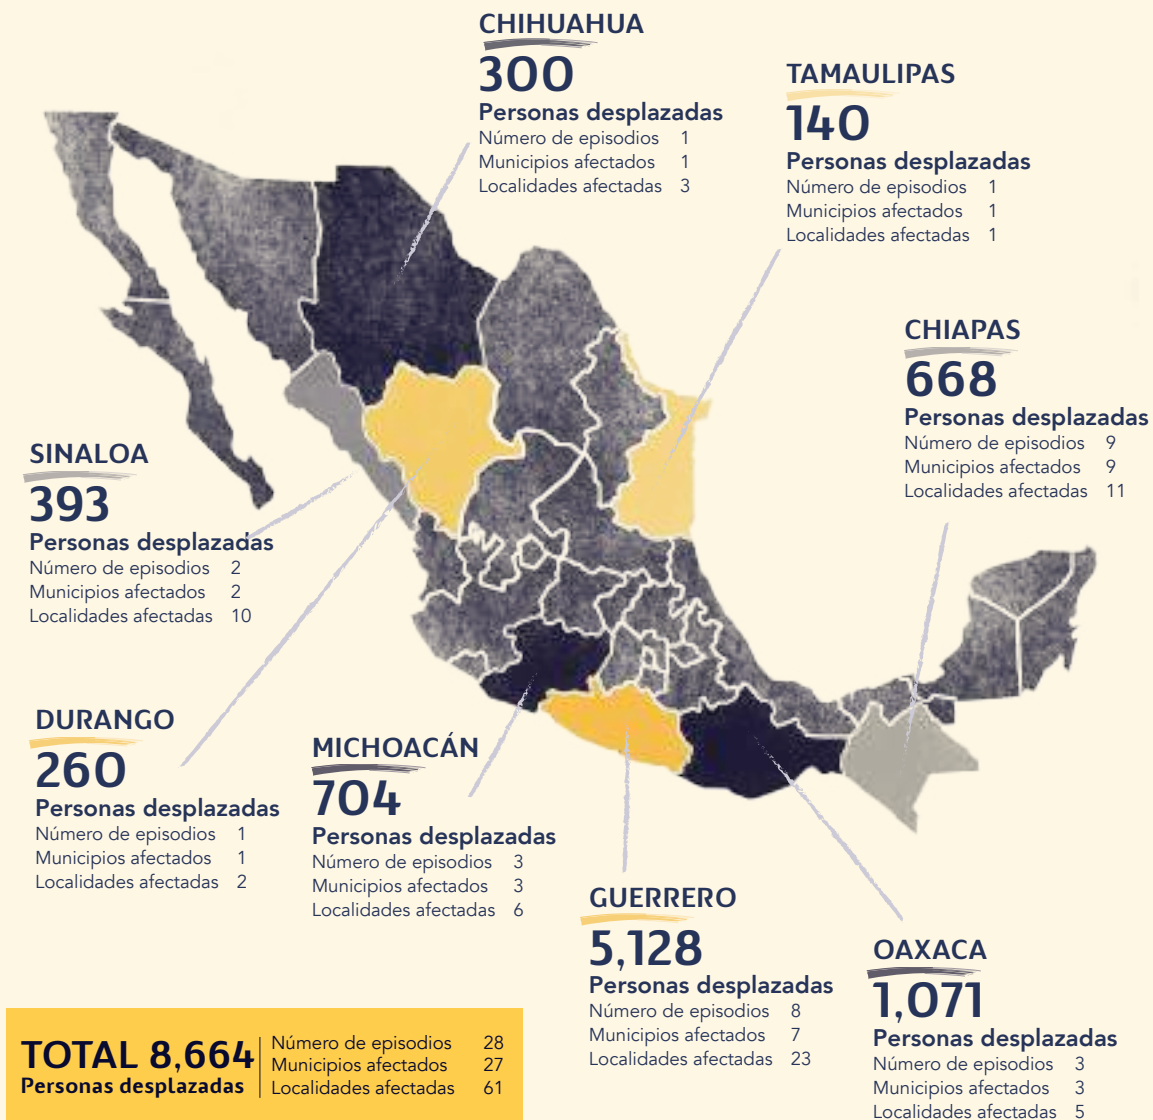 CHIHUAHUA
300
Personas desplazadas
Número de episodios 1
Municipios afectados 1
Localidades afectadas 3
TAMAULIPAS
140
Personas desplazadas
Número de episodios 1
Municipios afectados 1
Localidades afectadas 1
CHIAPAS
668
Personas desplazadas
Número de episodios 9
Municipios afectados 9
Localidades afectadas 11
SINALOA
393
Personas desplazadas
Número de episodios 2
Municipios afectados 2
Localidades afectadas 10
DURANGO
260
Personas desplazadas
Número de episodios 1
Municipios afectados 1
Localidades afectadas 2
MICHOACÁN
704
Personas desplazadas
Número de episodios 3
Municipios afectados 3
Localidades afectadas 6
GUERRERO
5,128
Personas desplazadas
Número de episodios 8
Municipios afectados 7
Localidades afectadas 23
OAXACA
1,071
Personas desplazadas
Número de episodios 3
Municipios afectados 3
Localidades afectadas 5
TOTAL 8,664
Personas desplazadas
Número de episodios 28
Municipios afectados 27
Localidades afectadas 61